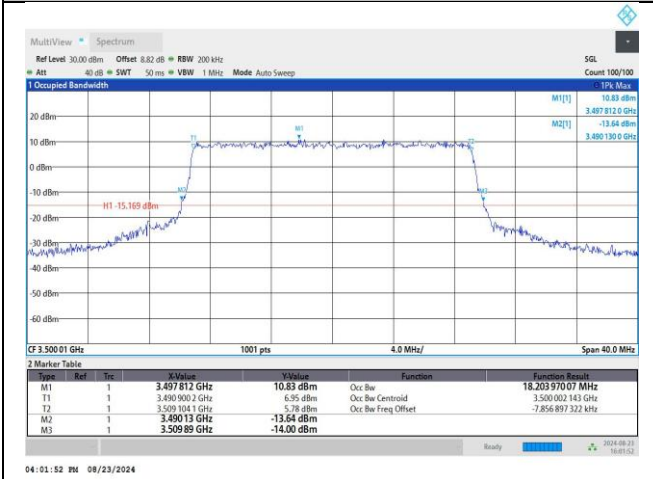 MultiView Spectrum
Ref Level 30.00 dBm Offset 8.82 dB RBW 200 kHz SGL
Att 40 dB SWT 50 ms VBW 1 MHz Mode Auto Sweep Count 100/100
1 Occupied Bandwidth 1Pk Max
M1[1] 10.83 dBm
3.497 812 0 GHz
M2[1] -13.64 dBm
3.490 130 0 GHz
20 dBm
10 dBm
0 dBm
-10 dBm
-20 dBm
-30 dBm
-40 dBm
-50 dBm
-60 dBm
M1
T1
H1 -15.169 dBm
CF 3.500 01 GHz 1001 pts 4.0 MHz/ Span 40.0 MHz
2 Marker Table
Type Ref Trc X-Value Y-Value Function Function Result
M1 1 3.497 812 GHz 10.83 dBm Occ Bw 18.203 970 07 MHz
T1 1 3.490 900 2 GHz 6.95 dBm Occ Bw Centroid 3.500 002 143 GHz
T2 1 3.509 104 1 GHz 5.78 dBm Occ Bw Freq Offset -7.856 897 322 kHz
M2 1 3.490 13 GHz -13.64 dBm
M3 1 3.509 89 GHz -14.00 dBm
Ready 2024-08-23
16:01:52
04:01:52 PM 08/23/2024